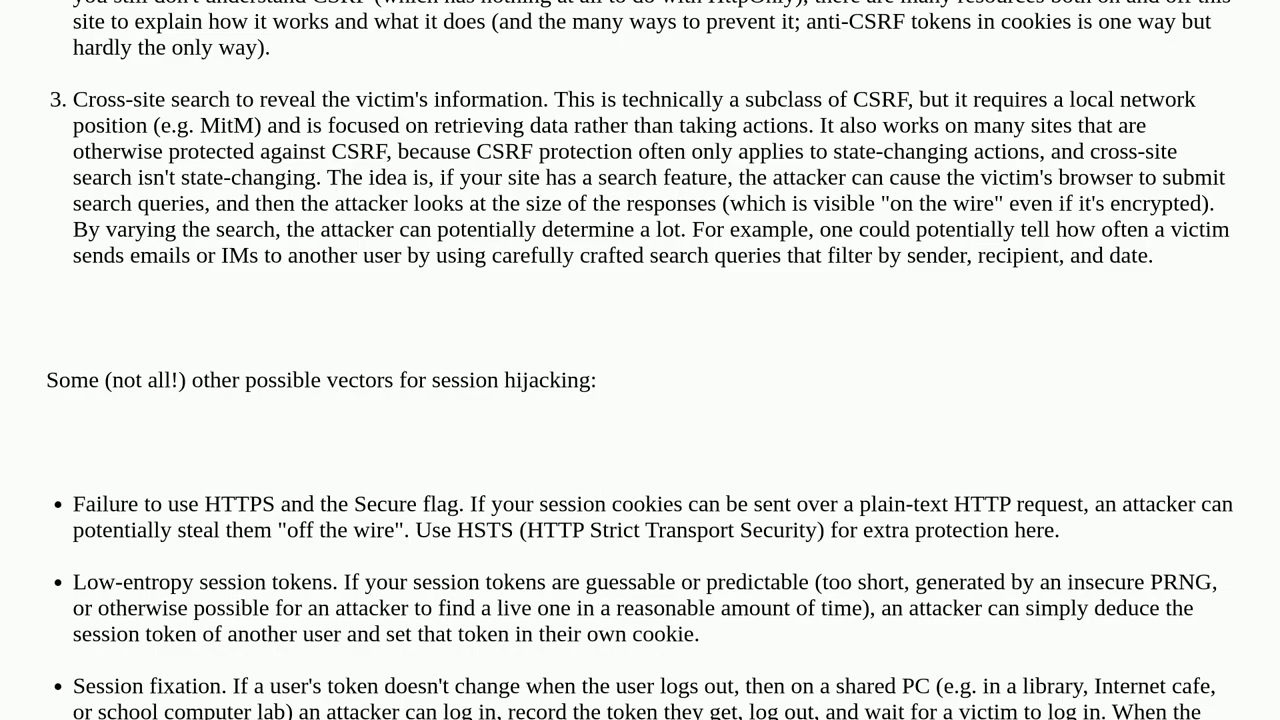 site to explain how it works and what it does (and the many ways to prevent it; anti-CSRF tokens in cookies is one way but
hardly the only way).
3. Cross-site search to reveal the victim's information. This is technically a subclass of CSRF, but it requires a local network
position (e.g. MitM) and is focused on retrieving data rather than taking actions. It also works on many sites that are
otherwise protected against CSRF, because CSRF protection often only applies to state-changing actions, and cross-site
search isn't state-changing. The idea is, if your site has a search feature, the attacker can cause the victim's browser to submit
search queries, and then the attacker looks at the size of the responses (which is visible "on the wire" even if it's encrypted).
By varying the search, the attacker can potentially determine a lot. For example, one could potentially tell how often a victim
sends emails or IMs to another user by using carefully crafted search queries that filter by sender, recipient, and date.
Some (not all!) other possible vectors for session hijacking:
• Failure to use HTTPS and the Secure flag. If your session cookies can be sent over a plain-text HTTP request, an attacker can
potentially steal them "off the wire". Use HSTS (HTTP Strict Transport Security) for extra protection here.
• Low-entropy session tokens. If your session tokens are guessable or predictable (too short, generated by an insecure PRNG,
or otherwise possible for an attacker to find a live one in a reasonable amount of time), an attacker can simply deduce the
session token of another user and set that token in their own cookie.
• Session fixation. If a user's token doesn't change when the user logs out, then on a shared PC (e.g. in a library, Internet cafe,
or school computer lab) an attacker can log in, record the token they get, log out, and wait for a victim to log in. When the